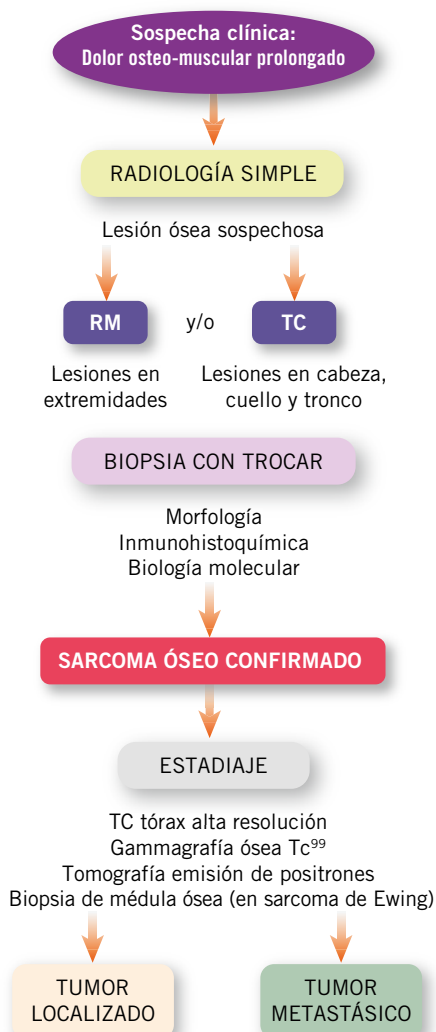 Sospecha clínica:
Dolor osteo-muscular prolongado
RADIOLOGÍA SIMPLE
Lesión ósea sospechosa
RM y/o TC
Lesiones en
extremidades
Lesiones en cabeza,
cuello y tronco
BIOPSIA CON TROCAR
Morfología
Inmunohistoquímica
Biología molecular
SARCOMA ÓSEO CONFIRMADO
ESTADIAJE
TC tórax alta resolución
Gammagrafía ósea Tc⁹⁹
Tomografía emisión de positrones
Biopsia de médula ósea (en sarcoma de Ewing)
TUMOR
LOCALIZADO
TUMOR
METASTÁSICO